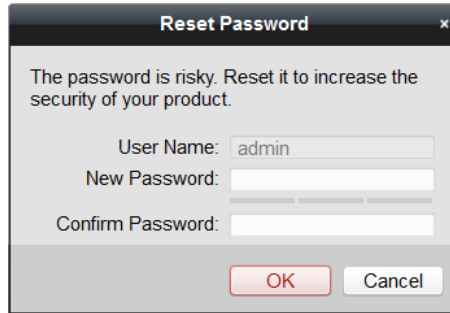 Reset Password ×
The password is risky. Reset it to increase the
security of your product.
User Name: admin
New Password:
Confirm Password:
OK Cancel